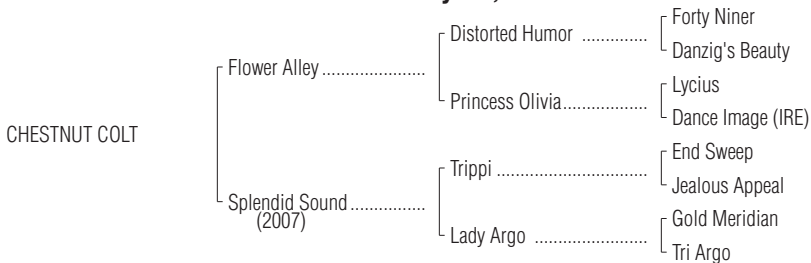 Forty Niner
Distorted Humor ..............
Danzig's Beauty
Flower Alley ......................
Lycius
Princess Olivia..................
Dance Image (IRE)
CHESTNUT COLT
End Sweep
Trippi ................................
Jealous Appeal
Splendid Sound................
(2007)
Gold Meridian
Lady Argo ........................
Tri Argo